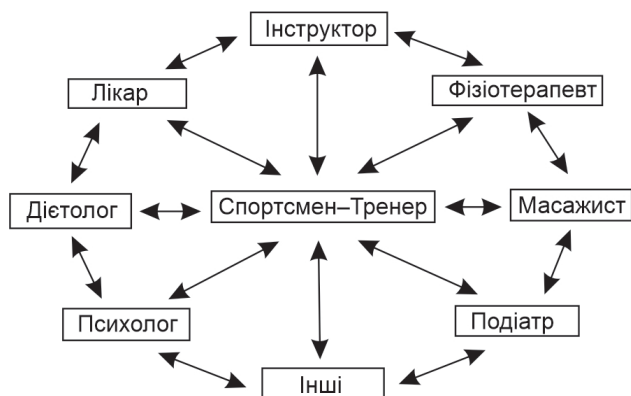 Інструктор
Лікар
Фізіотерапевт
Дієтолог
Спортсмен–Тренер
Масажист
Психолог
Подіатр
Інші